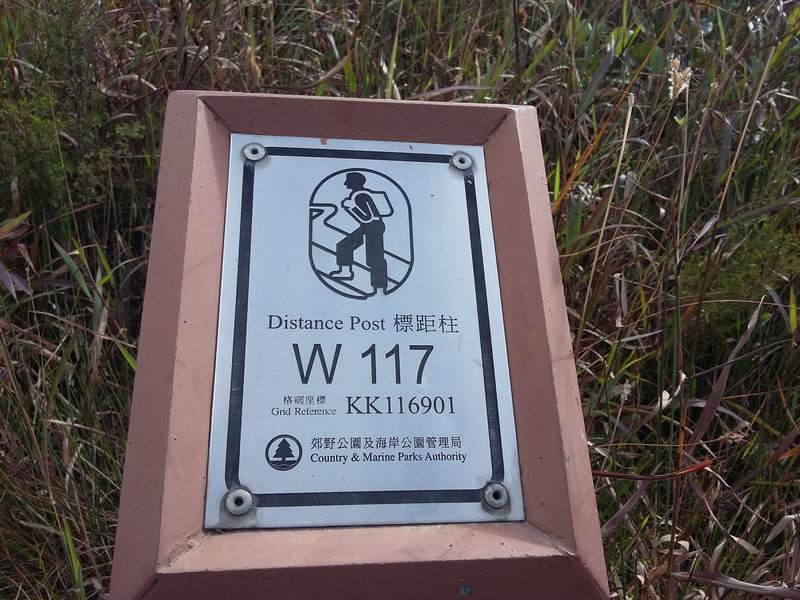 Distance Post 標距柱
W 117
格網座標
Grid Reference KK116901
郊野公園及海岸公園管理局
Country & Marine Parks Authority